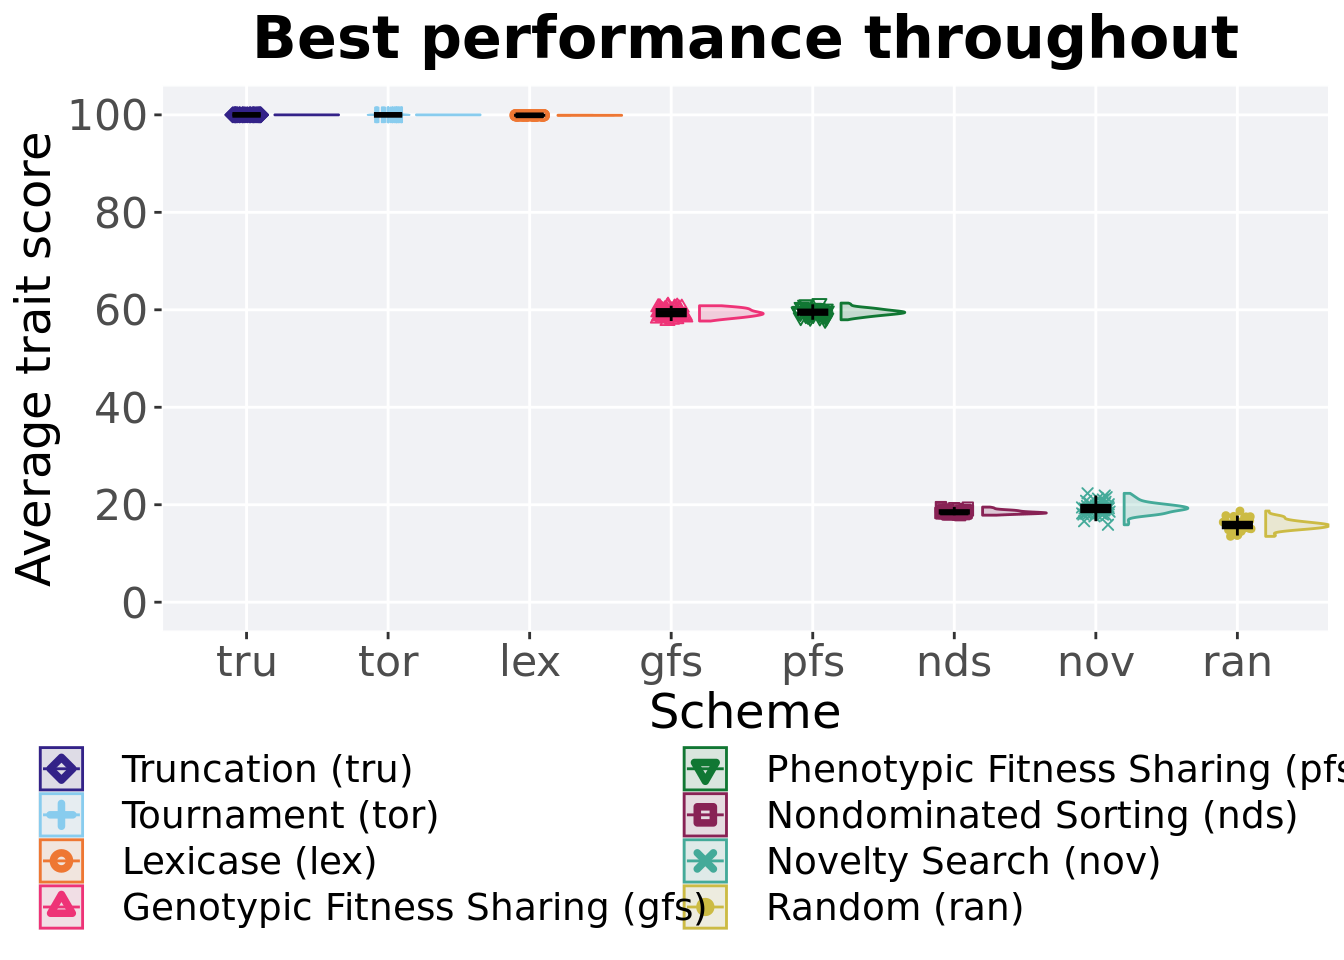 Best performance throughout
Average trait score
100
80
60
40
20
0
tru tor lex gfs pfs nds nov ran
Scheme
Truncation (tru)
Tournament (tor)
Lexicase (lex)
Genotypic Fitness Sharing (gfs)
Phenotypic Fitness Sharing (pfs
Nondominated Sorting (nds)
Novelty Search (nov)
Random (ran)